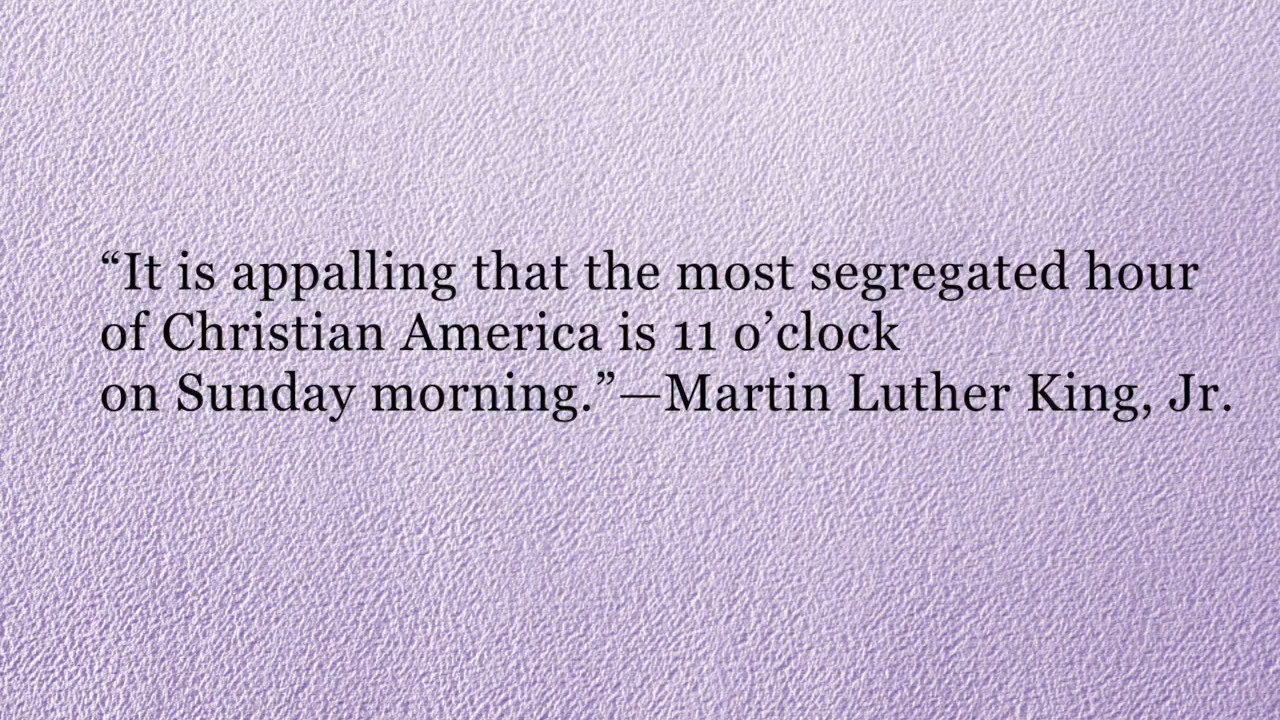 “It is appalling that the most segregated hour
of Christian America is 11 o’clock
on Sunday morning.”—Martin Luther King, Jr.